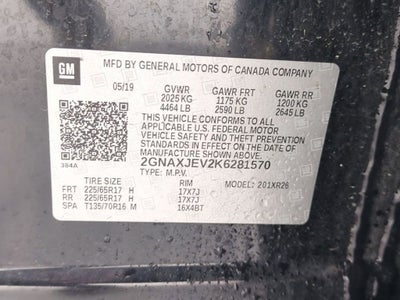 GM
MFD BY GENERAL MOTORS OF CANADA COMPANY
05/19 GVWR GAWR FRT GAWR RR
2025 KG 1175 KG 1200 KG
4464 LB 2590 LB 2645 LB
THIS VEHICLE CONFORMS TO ALL
APPLICABLE U.S. FEDERAL MOTOR
VEHICLE SAFETY AND THEFT PREVENTION
STANDARDS IN EFFECT ON THE DATE OF
MANUFACTURE SHOWN ABOVE.
384A 2GNAXJEV2K6281570
TYPE: M.P.V.
TIRE SIZE RIM MODEL: 201XR26
FRT 225/65R17 H 17X7J
RR 225/65R17 H 17X7J
SPA T135/70R16 M 16X4BT